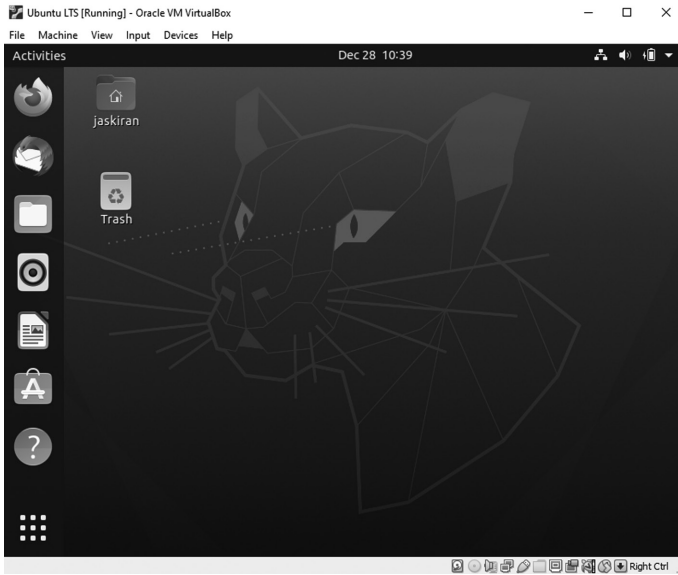 Ubuntu LTS [Running] - Oracle VM VirtualBox
File Machine View Input Devices Help
Activities
Dec 28 10:39
jaskiran
Trash
Right Ctrl